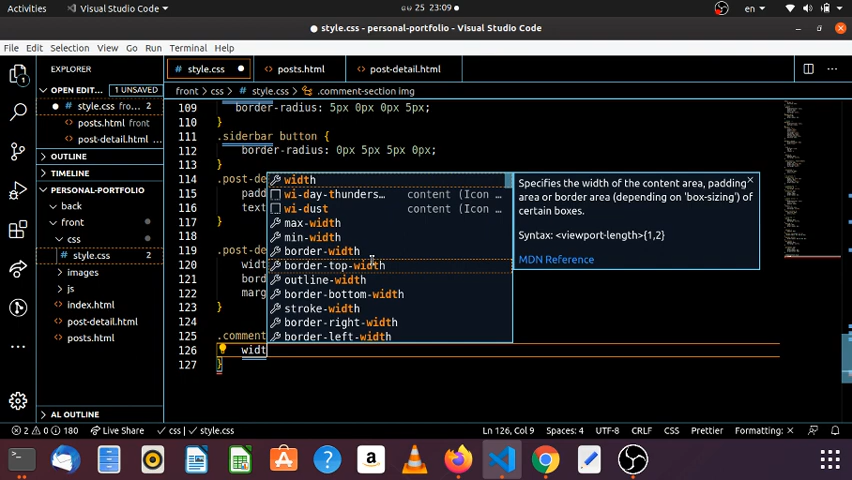 Activities
Visual Studio Code
25 23:09
en
style.css - personal-portfolio - Visual Studio Code
File Edit Selection View Go Run Terminal Help
EXPLORER
style.css
posts.html
post-detail.html
OPEN EDIT... 1 UNSAVED
front > css > style.css > .comment-section img
style.css fro... 2
posts.html front
post-detail.html ...
OUTLINE
TIMELINE
PERSONAL-PORTFOLIO
back
front
css
style.css 2
images
js
index.html
post-detail.html
posts.html
AL OUTLINE
109 border-radius: 5px 0px 0px 5px;
110 }
111 .siderbar button {
112 border-radius: 0px 5px 5px 0px;
113 }
114 .post-de
115 padd
116 text
117 }
118
119 .post-de
120 widt
121 bord
122 marg
123 }
124
125 .comment
126 widt
127 }
width
wi-day-thunders... content (Icon ...
wi-dust content (Icon ...
max-width
min-width
border-width
border-top-width
outline-width
border-bottom-width
stroke-width
border-right-width
border-left-width
Specifies the width of the content area, padding
area or border area (depending on 'box-sizing') of
certain boxes.
Syntax: <viewport-length>{1,2}
MDN Reference
2 0 180 Live Share css | style.css Ln 126, Col 9 Spaces: 4 UTF-8 CRLF CSS Prettier Formatting: ×